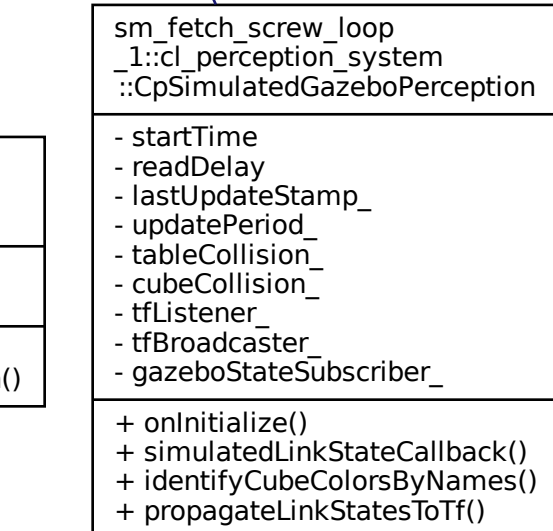 sm_fetch_screw_loop
_1::cl_perception_system
::CpSimulatedGazeboPerception
- startTime
- readDelay
- lastUpdateStamp_
- updatePeriod_
- tableCollision_
- cubeCollision_
- tfListener_
- tfBroadcaster_
- gazeboStateSubscriber_
+ onInitialize()
+ simulatedLinkStateCallback()
+ identifyCubeColorsByNames()
+ propagateLinkStatesToTf()
()